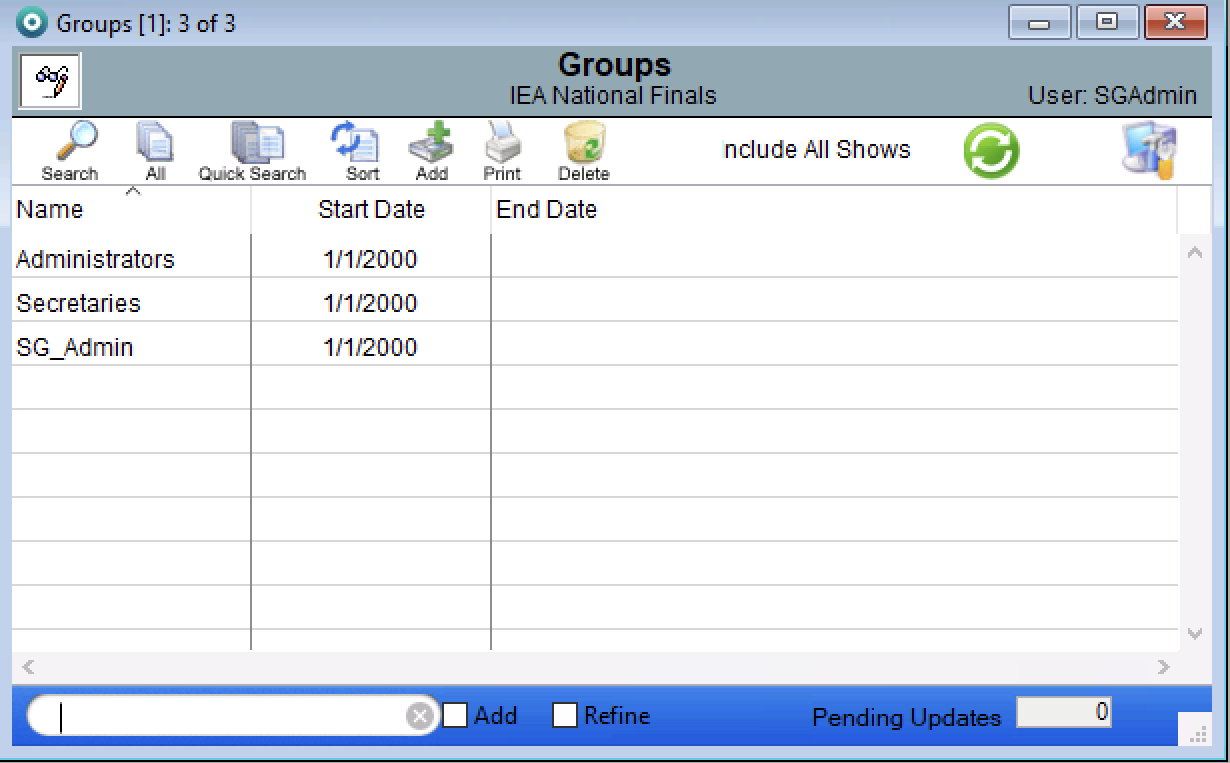 Groups [1]: 3 of 3
Groups
IEA National Finals
User: SGAdmin
Search All Quick Search Sort Add Print Delete nclude All Shows
Name Start Date End Date
Administrators 1/1/2000
Secretaries 1/1/2000
SG_Admin 1/1/2000
Add Refine Pending Updates 0